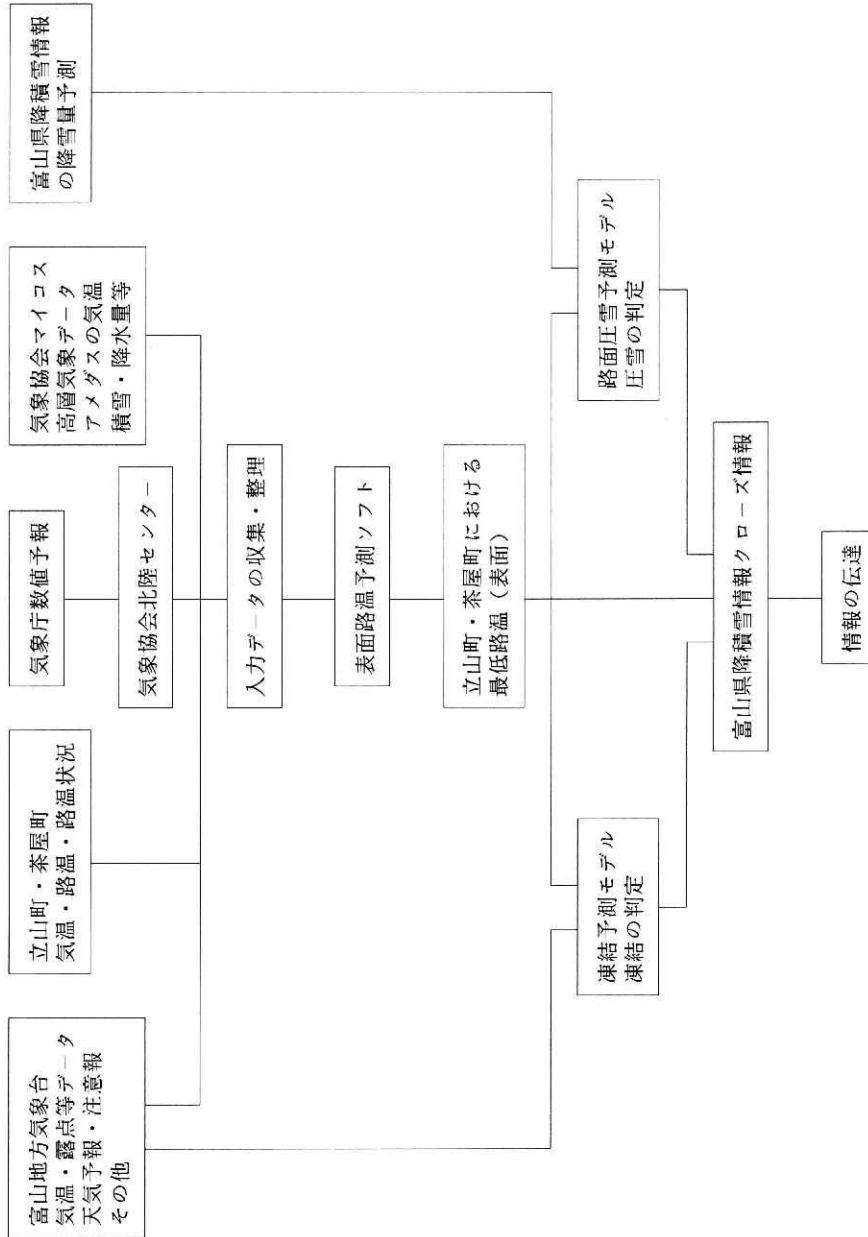 富山地方気象台
気温・露点等データ
天気予報・注意報
その他
立山町・茶屋町
気温・路温・路温状況
気象庁数値予報
気象協会マイコス
高層気象データ
アメダスの気温
積雪・降水量等
富山県降積雪情報
の降雪量予測
気象協会北陸センター
入力データの収集・整理
表面路温予測ソフト
立山町・茶屋町における
最低路温（表面）
凍結予測モデル
凍結の判定
路面圧雪予測モデル
圧雪の判定
富山県降積雪情報クローズ情報
情報の伝達